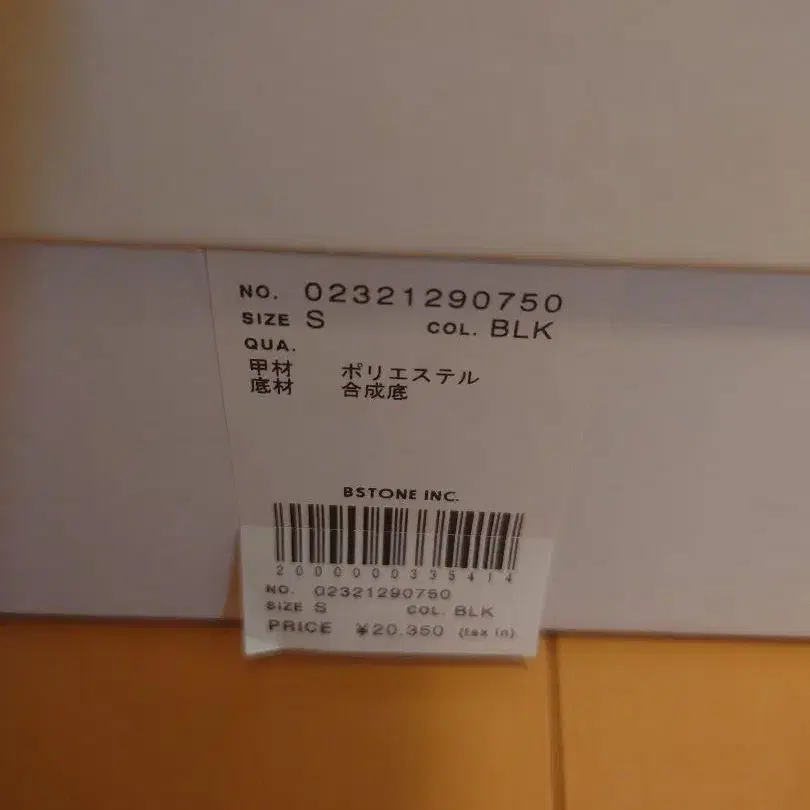 NO. 02321290750
SIZE S COL. BLK
QUA.
甲材 ポリエステル
底材 合成底
BSTONE INC.
2000000335414
NO. 02321290750
SIZE S COL. BLK
PRICE ¥20,350 (tax in)